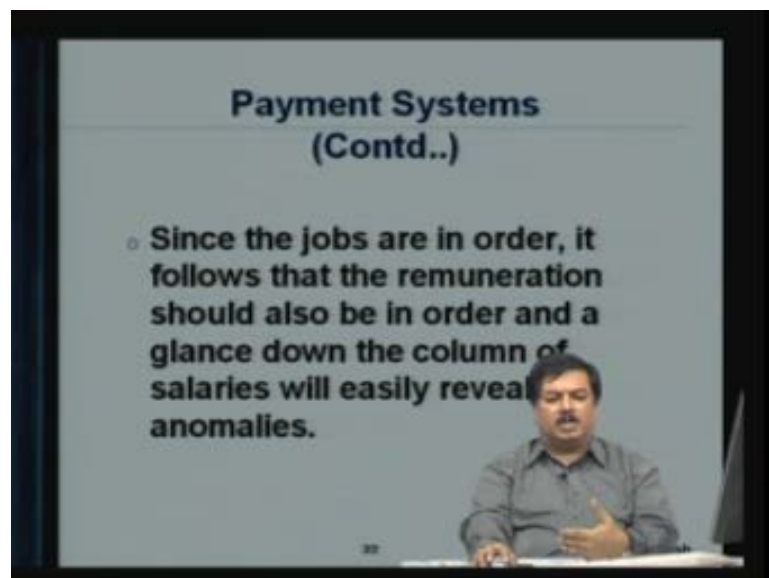 Payment Systems
(Contd..)
Since the jobs are in order, it
follows that the remuneration
should also be in order and a
glance down the column of
salaries will easily reveal
anomalies.